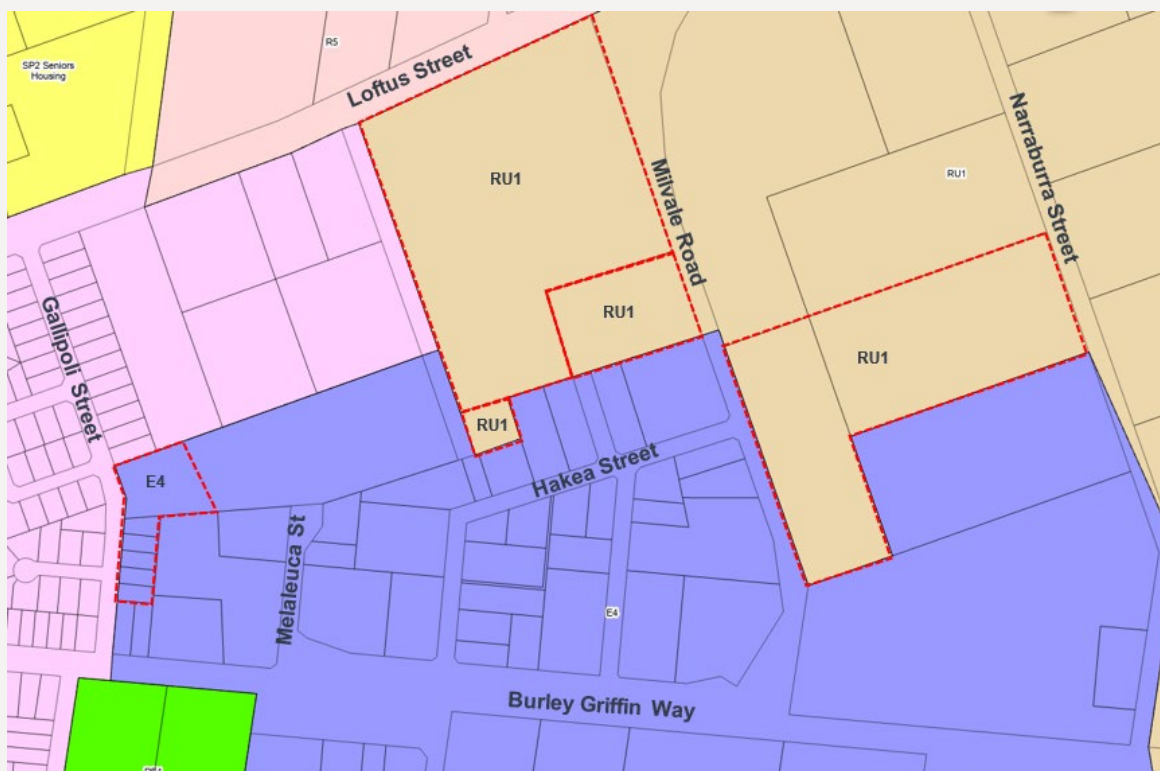 R5
SP2 Seniors
Housing
Loftus Street
Narraburra Street
RU1
Milvale Road
RU1
RU1
Gallipoli Street
RU1
RU1
Hakea Street
E4
Melaleuca St
E4
Burley Griffin Way